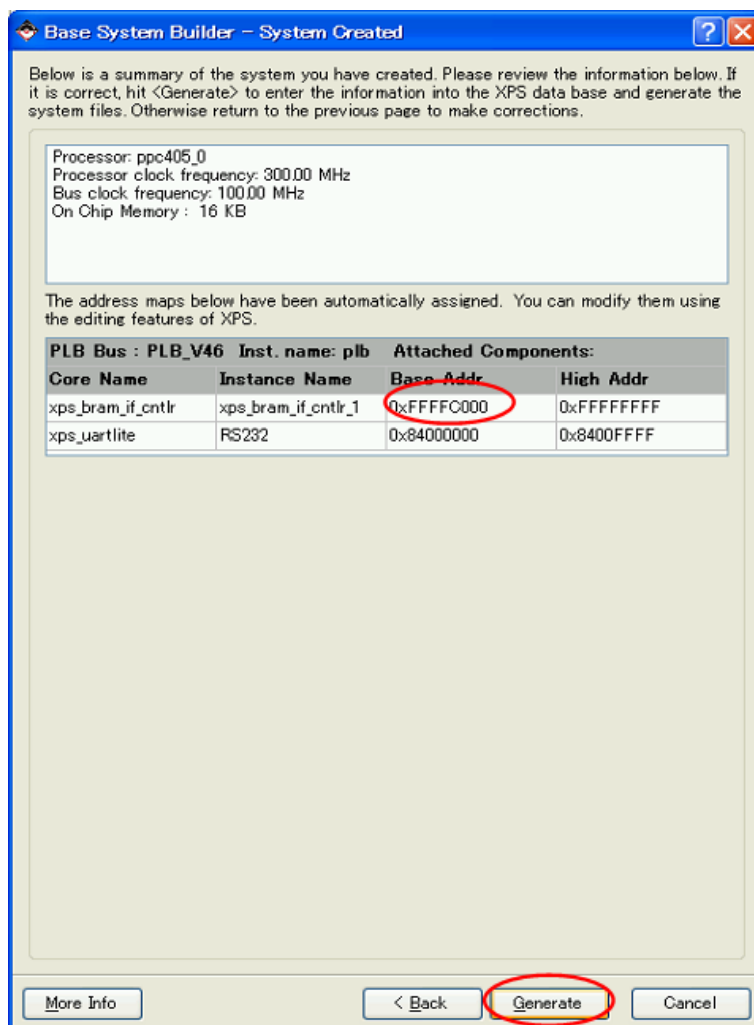 Base System Builder - System Created
Below is a summary of the system you have created. Please review the information below. If
it is correct, hit <Generate> to enter the information into the XPS data base and generate the
system files. Otherwise return to the previous page to make corrections.
Processor: ppc405_0
Processor clock frequency: 300.00 MHz
Bus clock frequency: 100.00 MHz
On Chip Memory : 16 KB
The address maps below have been automatically assigned. You can modify them using
the editing features of XPS.
PLB Bus : PLB_V46 Inst. name: plb Attached Components:
Core Name Instance Name Base Addr High Addr
xps_bram_if_cntlr xps_bram_if_cntlr_1 0xFFFFC000 0xFFFFFFFF
xps_uartlite RS232 0x84000000 0x8400FFFF
More Info < Back Generate Cancel